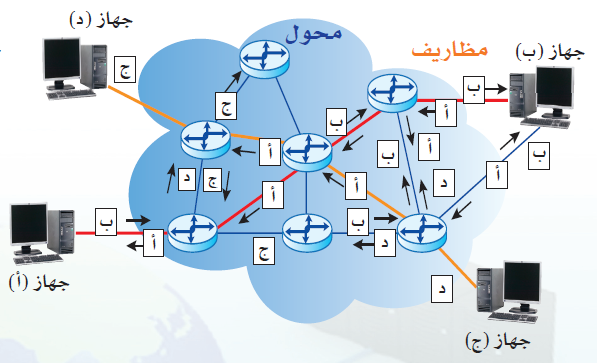 جهاز (د)
محول
مظاريف
جهاز (ب)
ج
ب
أ
ج
ب
أ
أ
ب
ب
د
ج
أ
أ
د
أ
ب
ب
أ
ج
د
د
جهاز (أ)
جهاز (ج)